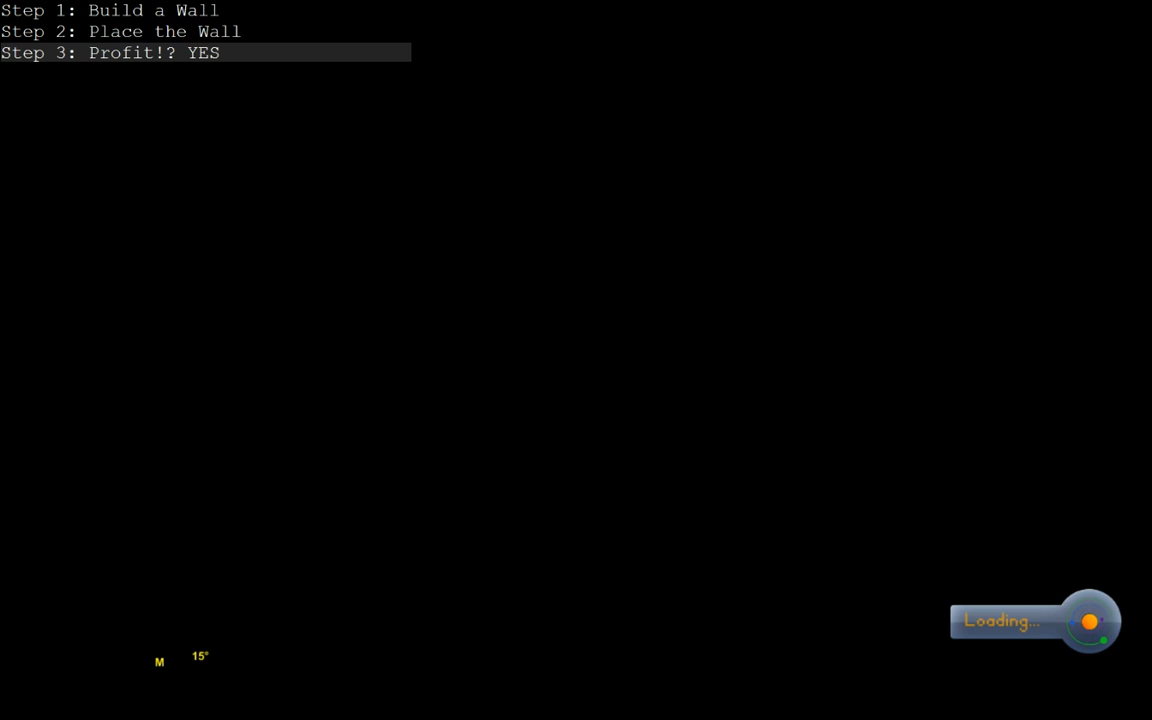 Step 1: Build a Wall
Step 2: Place the Wall
Step 3: Profit!? YES
Loading...
M 15°